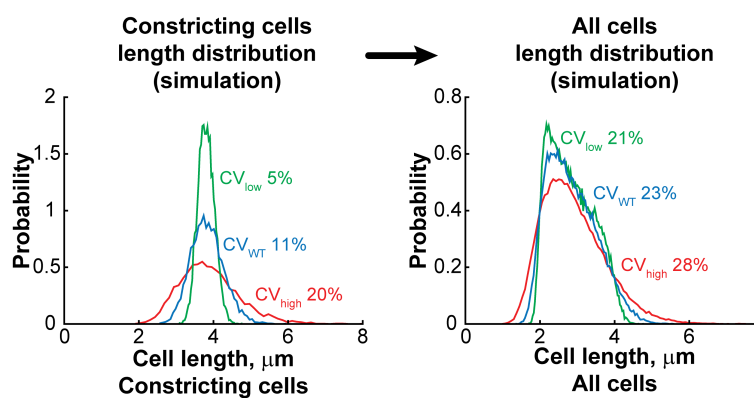 Constricting cells
length distribution
(simulation)
All cells
length distribution
(simulation)
Probability
2
1.5
1
0.5
0
CVlow 5%
CVWT 11%
CVhigh 20%
0
2
4
6
8
Cell length, μm
Constricting cells
Probability
0.8
0.6
0.4
0.2
0
CVlow 21%
CVWT 23%
CVhigh 28%
0
2
4
6
Cell length, μm
All cells